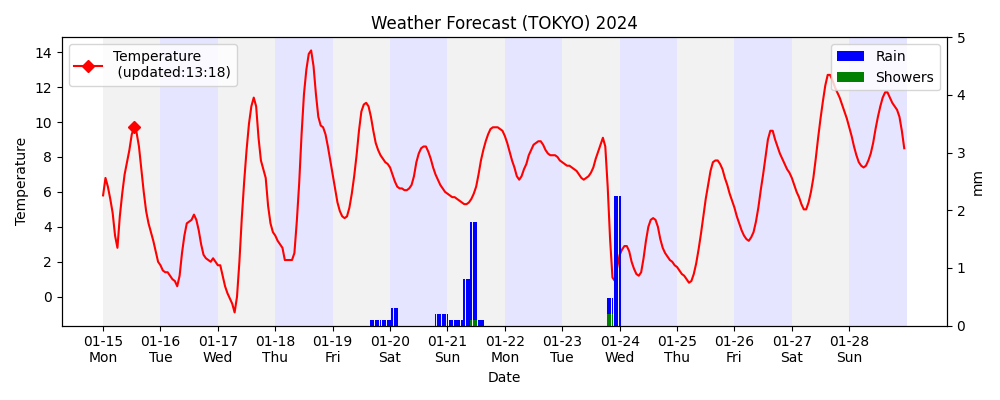 Weather Forecast (TOKYO) 2024
Temperature
(updated:13:18)
Rain
Showers
Temperature
14
12
10
8
6
4
2
0
5
4
3
2
1
0
mm
01-15 01-16 01-17 01-18 01-19 01-20 01-21 01-22 01-23 01-24 01-25 01-26 01-27 01-28
Mon Tue Wed Thu Fri Sat Sun Mon Tue Wed Thu Fri Sat Sun
Date